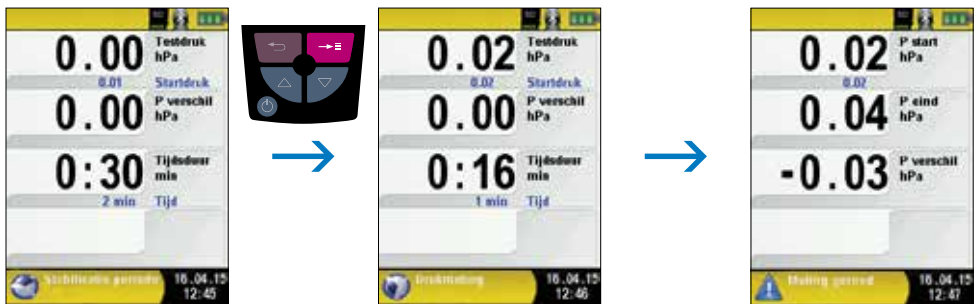 0.00 Testdruk hPa
0.01 Startdruk
0.00 P verschil hPa
0:30 Tijdsduur min
2 min Tijd
Stabilisatie periode
16.04.15
12:45
0.02 Testdruk hPa
0.02 Startdruk
0.00 P verschil hPa
0:16 Tijdsduur min
1 min Tijd
Drukmeting
16.04.15
12:46
0.02 P start hPa
0.02
0.04 P eind hPa
-0.03 P verschil hPa
Meting gereed
16.04.15
12:47